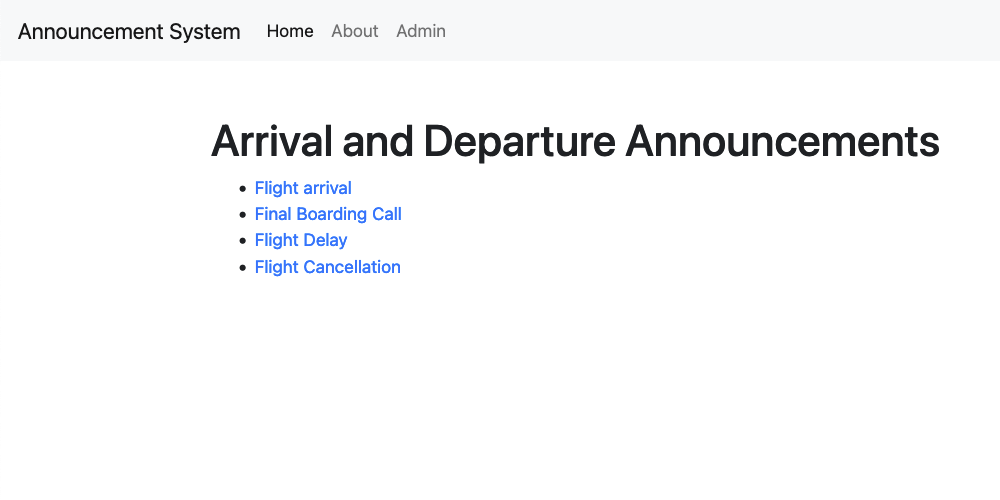 Announcement System Home About Admin
Arrival and Departure Announcements
Flight arrival
Final Boarding Call
Flight Delay
Flight Cancellation